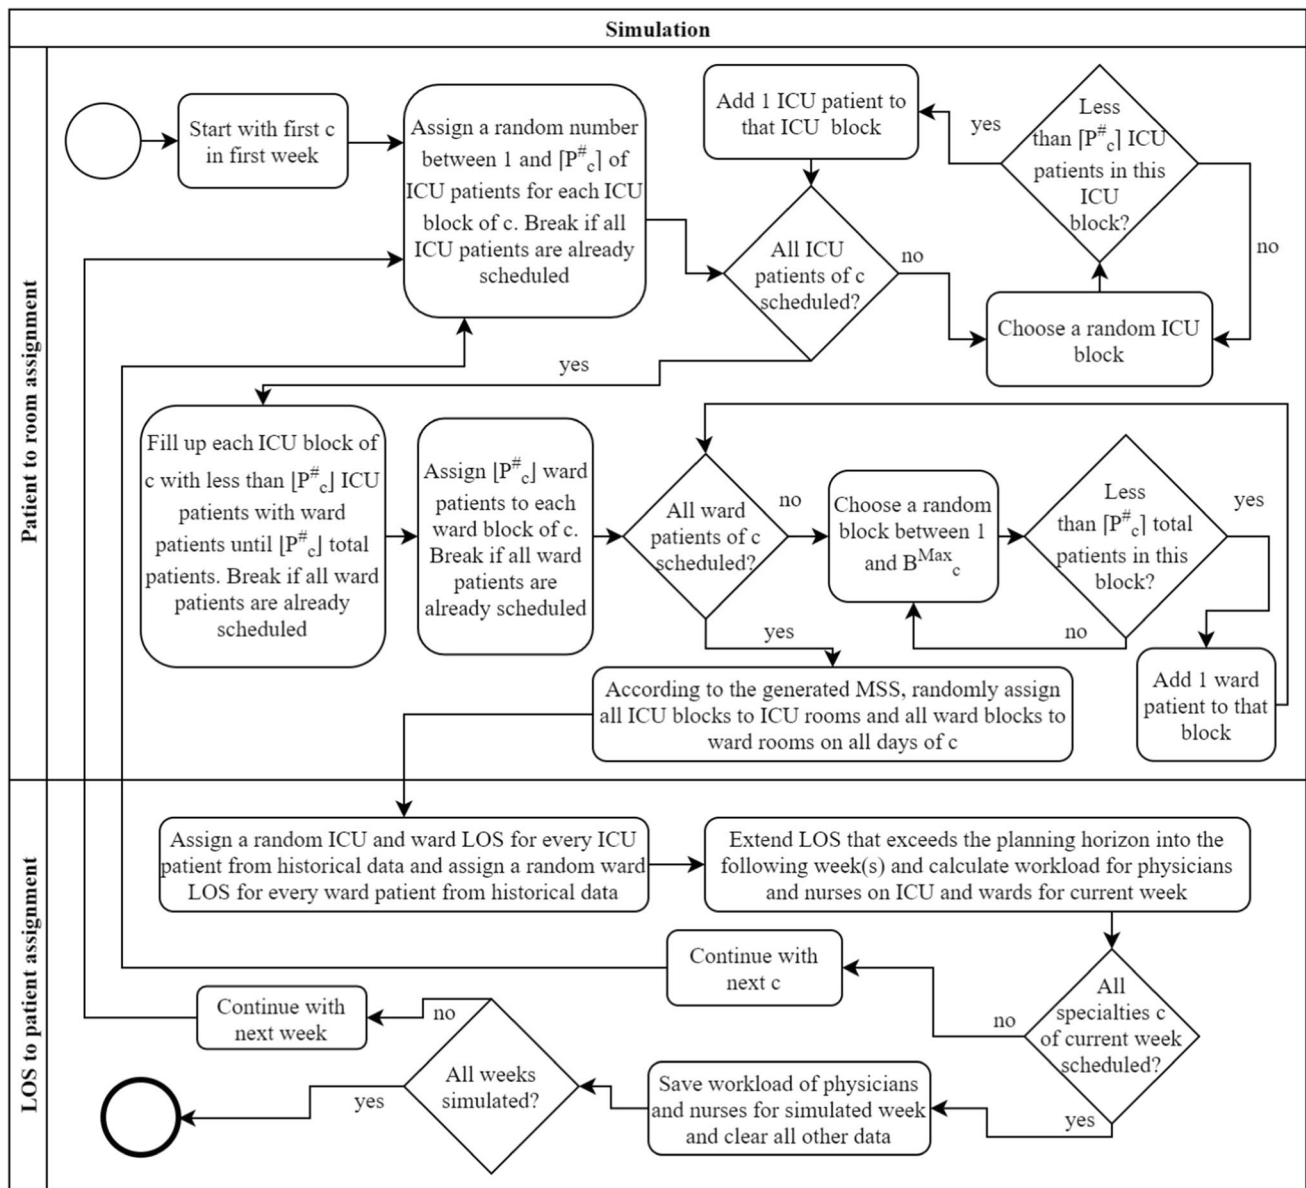 Simulation
Patient to room assignment
Start with first c
in first week
Assign a random number
between 1 and ⌈P#c⌉ of
ICU patients for each ICU
block of c. Break if all
ICU patients are already
scheduled
Add 1 ICU patient to
that ICU block
yes
Less
than ⌈P#c⌉ ICU
patients in this
ICU
block?
no
All ICU
patients of c
scheduled?
no
Choose a random ICU
block
yes
Fill up each ICU block of
c with less than ⌊P#c⌋ ICU
patients with ward
patients until ⌊P#c⌋ total
patients. Break if all ward
patients are already
scheduled
Assign ⌊P#c⌋ ward
patients to each
ward block of c.
Break if all ward
patients are
already scheduled
All ward
patients of c
scheduled?
no
Choose a random
block between 1
and BMaxc
Less
than ⌈P#c⌉ total
patients in this
block?
yes
no
Add 1 ward
patient to that
block
yes
According to the generated MSS, randomly assign
all ICU blocks to ICU rooms and all ward blocks to
ward rooms on all days of c
LOS to patient assignment
Assign a random ICU and ward LOS for every ICU
patient from historical data and assign a random ward
LOS for every ward patient from historical data
Extend LOS that exceeds the planning horizon into the
following week(s) and calculate workload for physicians
and nurses on ICU and wards for current week
All
specialties c
of current week
scheduled?
no
Continue with
next c
yes
Save workload of physicians
and nurses for simulated week
and clear all other data
All weeks
simulated?
no
Continue with
next week
yes